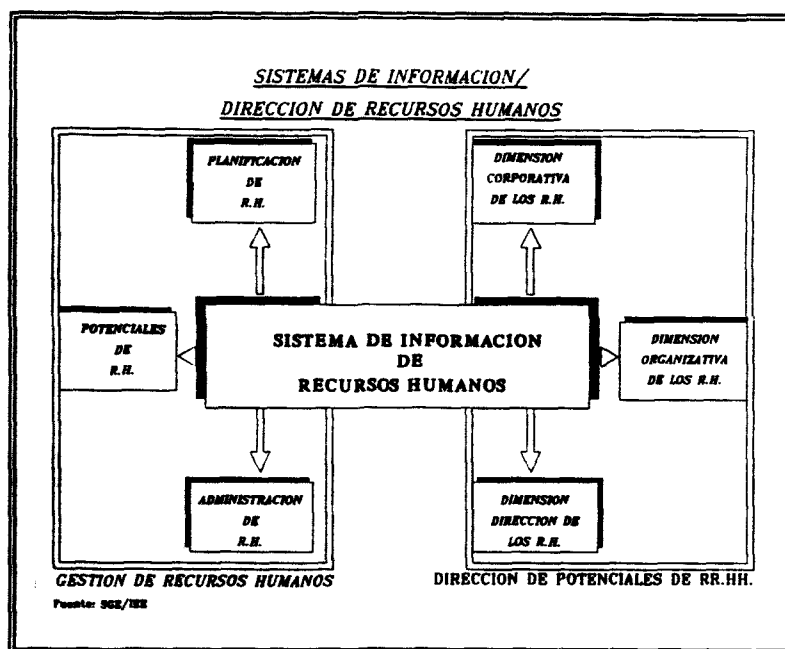 SISTEMAS DE INFORMACION/
DIRECCION DE RECURSOS HUMANOS
PLANIFICACION
DE
R.H.
DIMENSION
CORPORATIVA
DE LOS R.H.
POTENCIALES
DE
R.H.
SISTEMA DE INFORMACION
DE
RECURSOS HUMANOS
DIMENSION
ORGANIZATIVA
DE LOS R.H.
ADMINISTRACION
DE
R.H.
DIMENSION
DIRECCION DE
LOS R.H.
GESTION DE RECURSOS HUMANOS
DIRECCION DE POTENCIALES DE RR.HH.
Fuente: